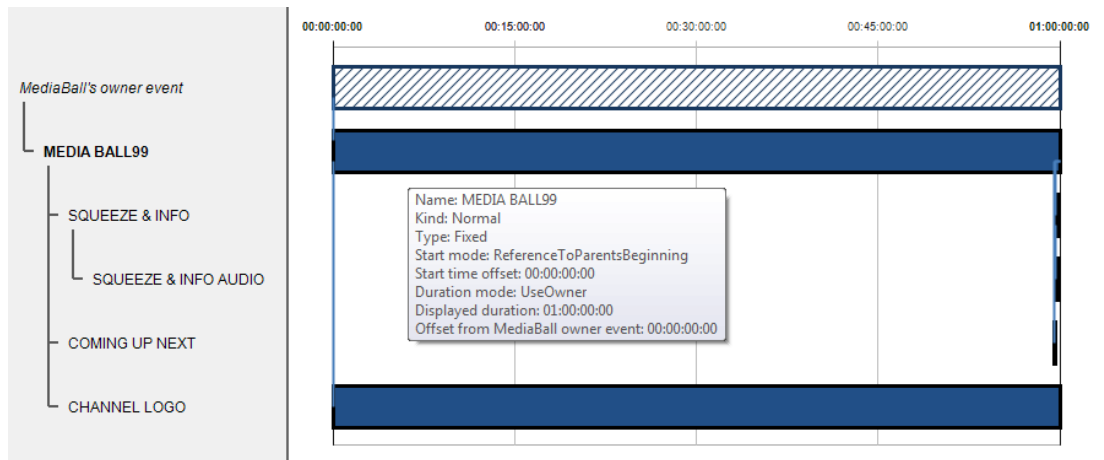 00:00:00:00 00:15:00:00 00:30:00:00 00:45:00:00 01:00:00:00
MediaBall's owner event
MEDIA BALL99
SQUEEZE & INFO
SQUEEZE & INFO AUDIO
COMING UP NEXT
CHANNEL LOGO
Name: MEDIA BALL99
Kind: Normal
Type: Fixed
Start mode: ReferenceToParentsBeginning
Start time offset: 00:00:00:00
Duration mode: UseOwner
Displayed duration: 01:00:00:00
Offset from MediaBall owner event: 00:00:00:00